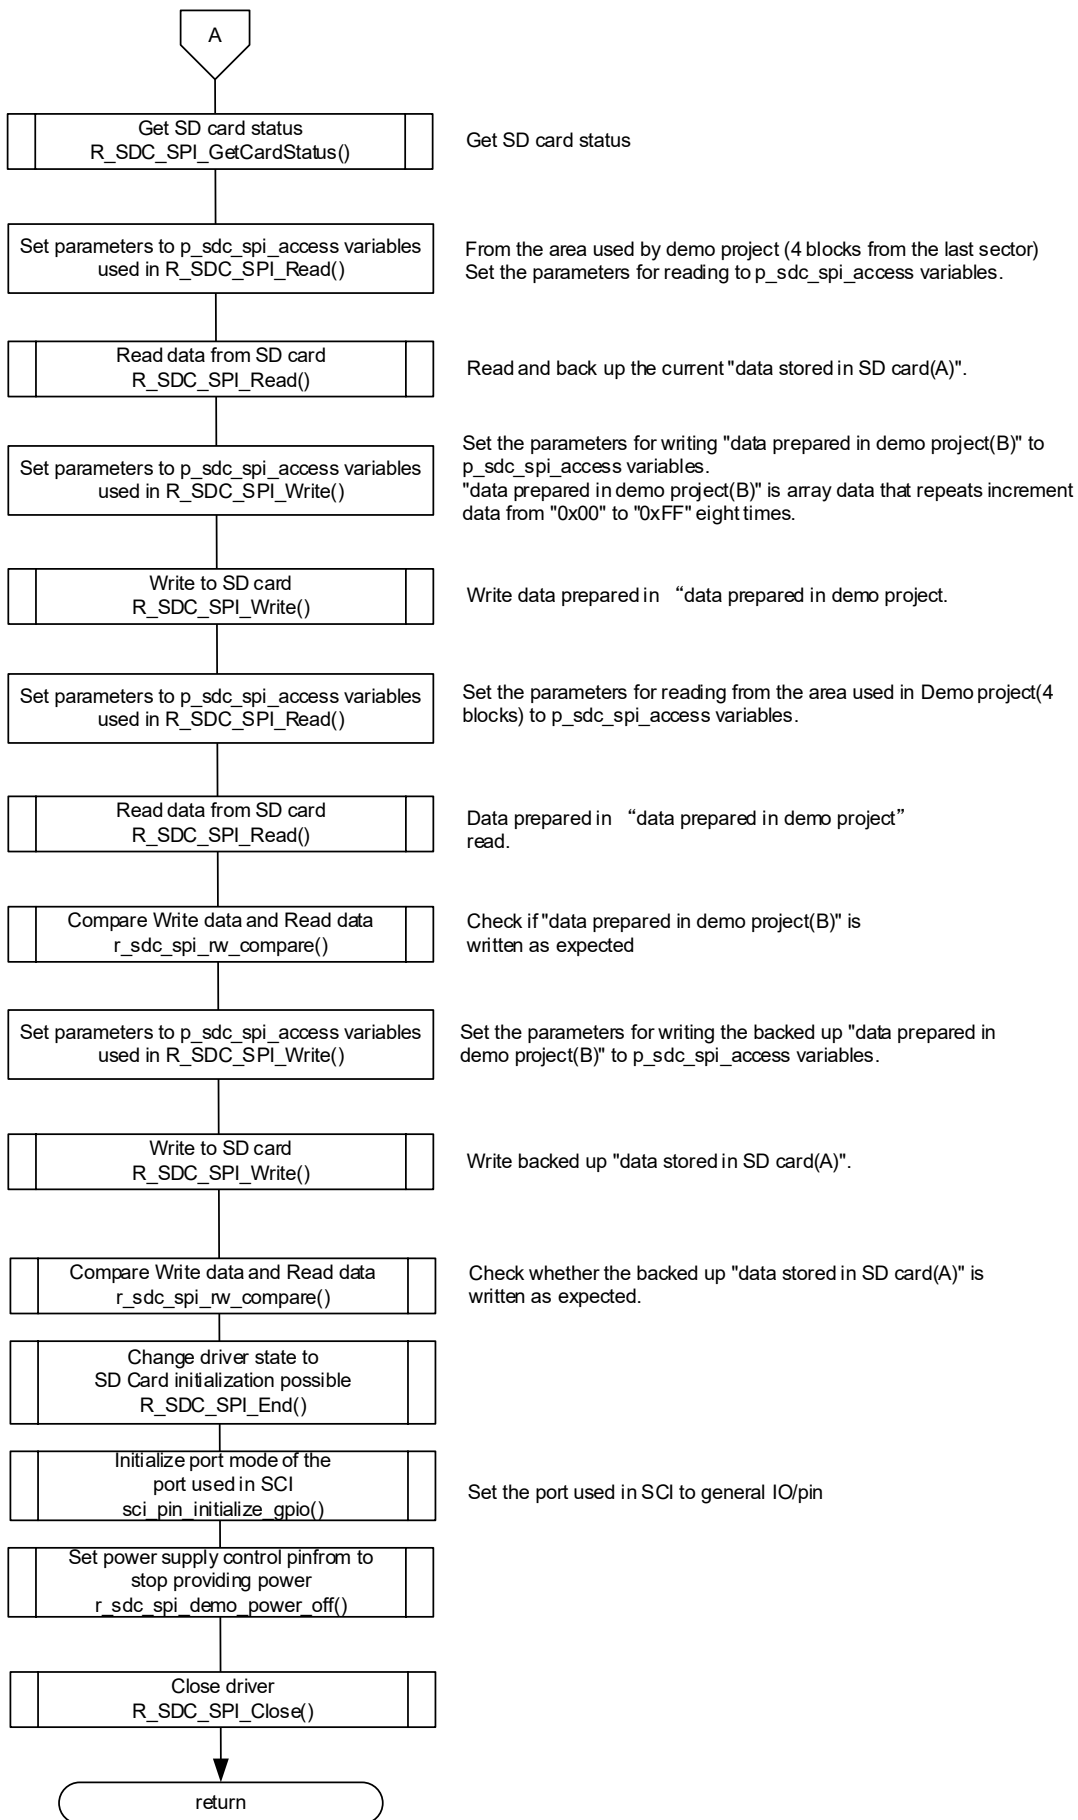 A
Get SD card status
R_SDC_SPI_GetCardStatus()
Get SD card status
Set parameters to p_sdc_spi_access variables
used in R_SDC_SPI_Read()
From the area used by demo project (4 blocks from the last sector)
Set the parameters for reading to p_sdc_spi_access variables.
Read data from SD card
R_SDC_SPI_Read()
Read and back up the current "data stored in SD card(A)".
Set parameters to p_sdc_spi_access variables
used in R_SDC_SPI_Write()
Set the parameters for writing "data prepared in demo project(B)" to
p_sdc_spi_access variables.
"data prepared in demo project(B)" is array data that repeats increment
data from "0x00" to "0xFF" eight times.
Write to SD card
R_SDC_SPI_Write()
Write data prepared in “data prepared in demo project.
Set parameters to p_sdc_spi_access variables
used in R_SDC_SPI_Read()
Set the parameters for reading from the area used in Demo project(4
blocks) to p_sdc_spi_access variables.
Read data from SD card
R_SDC_SPI_Read()
Data prepared in “data prepared in demo project”
read.
Compare Write data and Read data
r_sdc_spi_rw_compare()
Check if "data prepared in demo project(B)" is
written as expected
Set parameters to p_sdc_spi_access variables
used in R_SDC_SPI_Write()
Set the parameters for writing the backed up "data prepared in
demo project(B)" to p_sdc_spi_access variables.
Write to SD card
R_SDC_SPI_Write()
Write backed up "data stored in SD card(A)".
Compare Write data and Read data
r_sdc_spi_rw_compare()
Check whether the backed up "data stored in SD card(A)" is
written as expected.
Change driver state to
SD Card initialization possible
R_SDC_SPI_End()
Initialize port mode of the
port used in SCI
sci_pin_initialize_gpio()
Set the port used in SCI to general IO/pin
Set power supply control pinfrom to
stop providing power
r_sdc_spi_demo_power_off()
Close driver
R_SDC_SPI_Close()
return